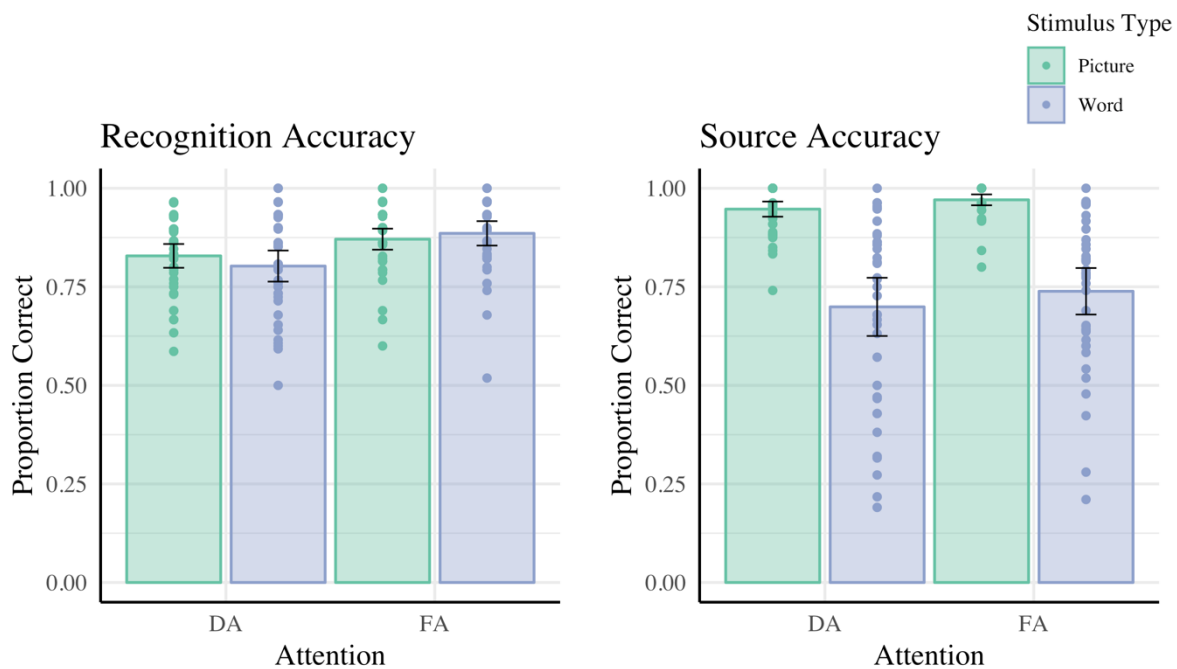 Stimulus Type
Picture
Word
Recognition Accuracy
Proportion Correct
1.00
0.75
0.50
0.25
0.00
DA
FA
Attention
Source Accuracy
Proportion Correct
1.00
0.75
0.50
0.25
0.00
DA
FA
Attention